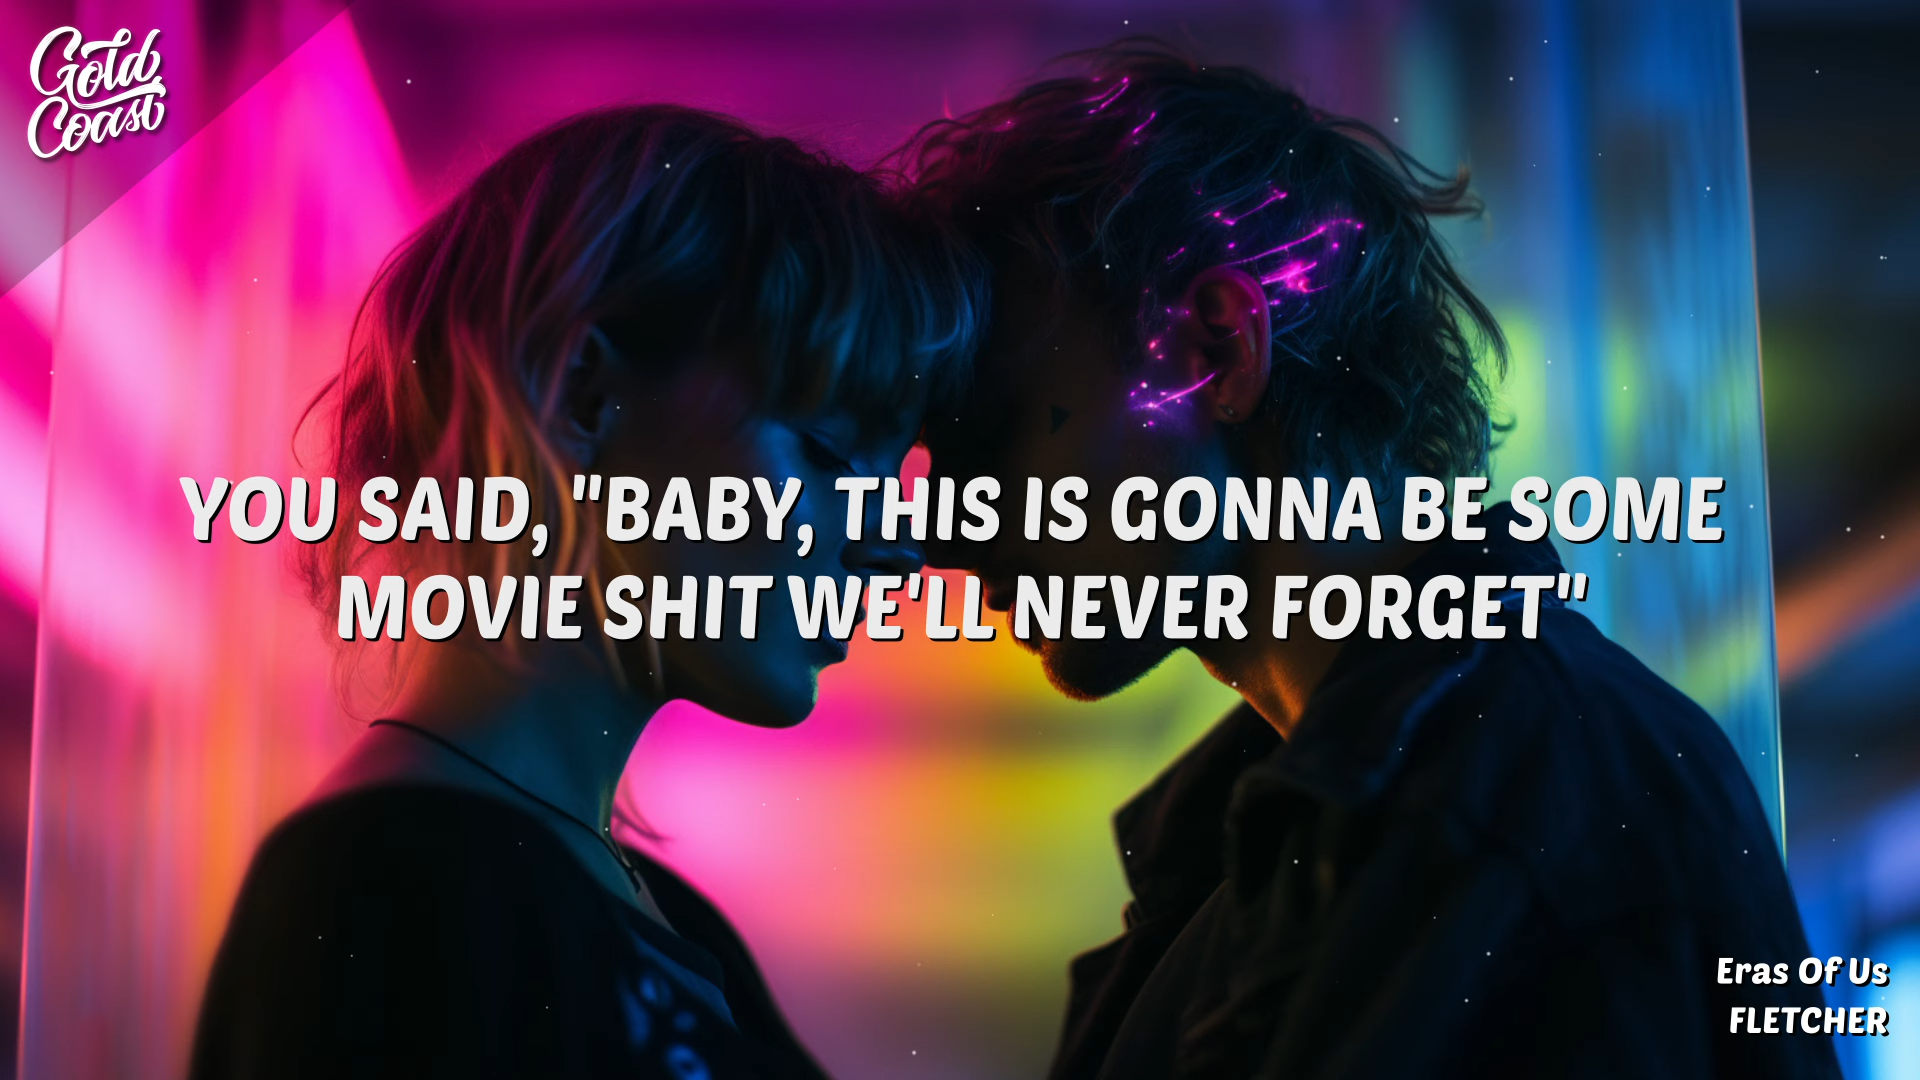 Gold
Coast
YOU SAID, "BABY, THIS IS GONNA BE SOME
MOVIE SHIT WE'LL NEVER FORGET"
Eras Of Us
FLETCHER